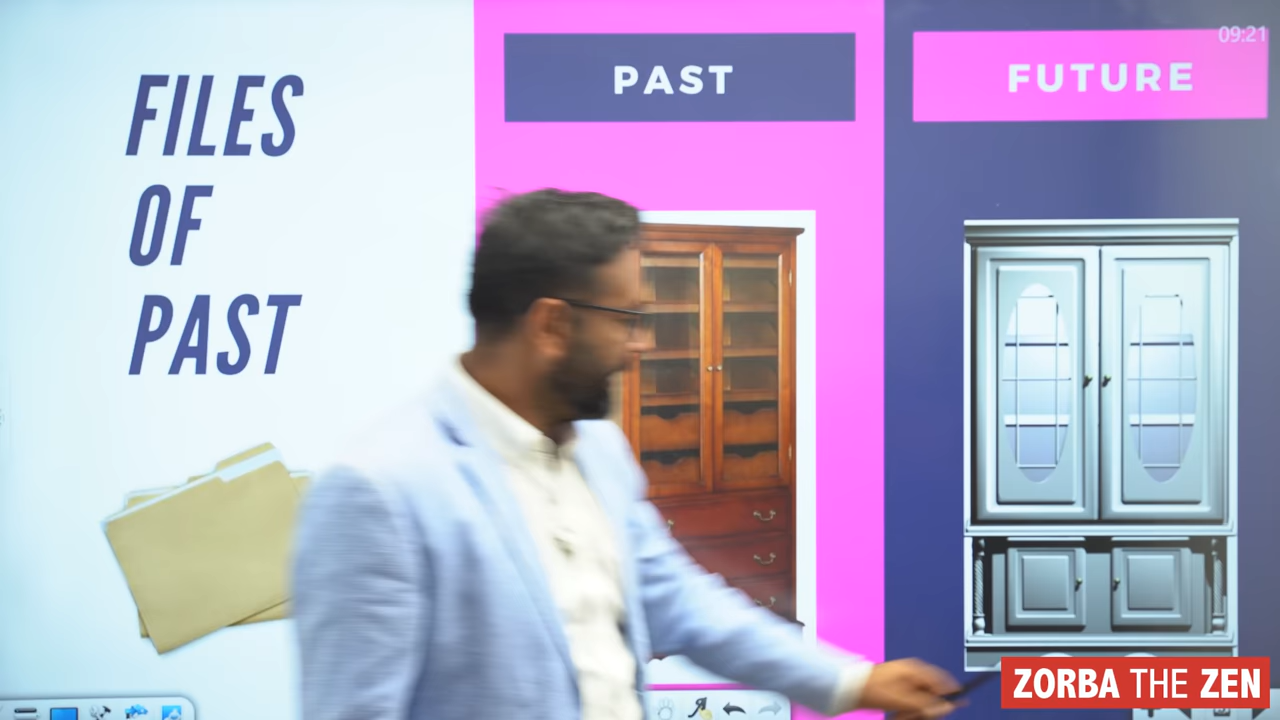 FILES
OF
PAST
PAST
FUTURE
09:21
ZORBA THE ZEN